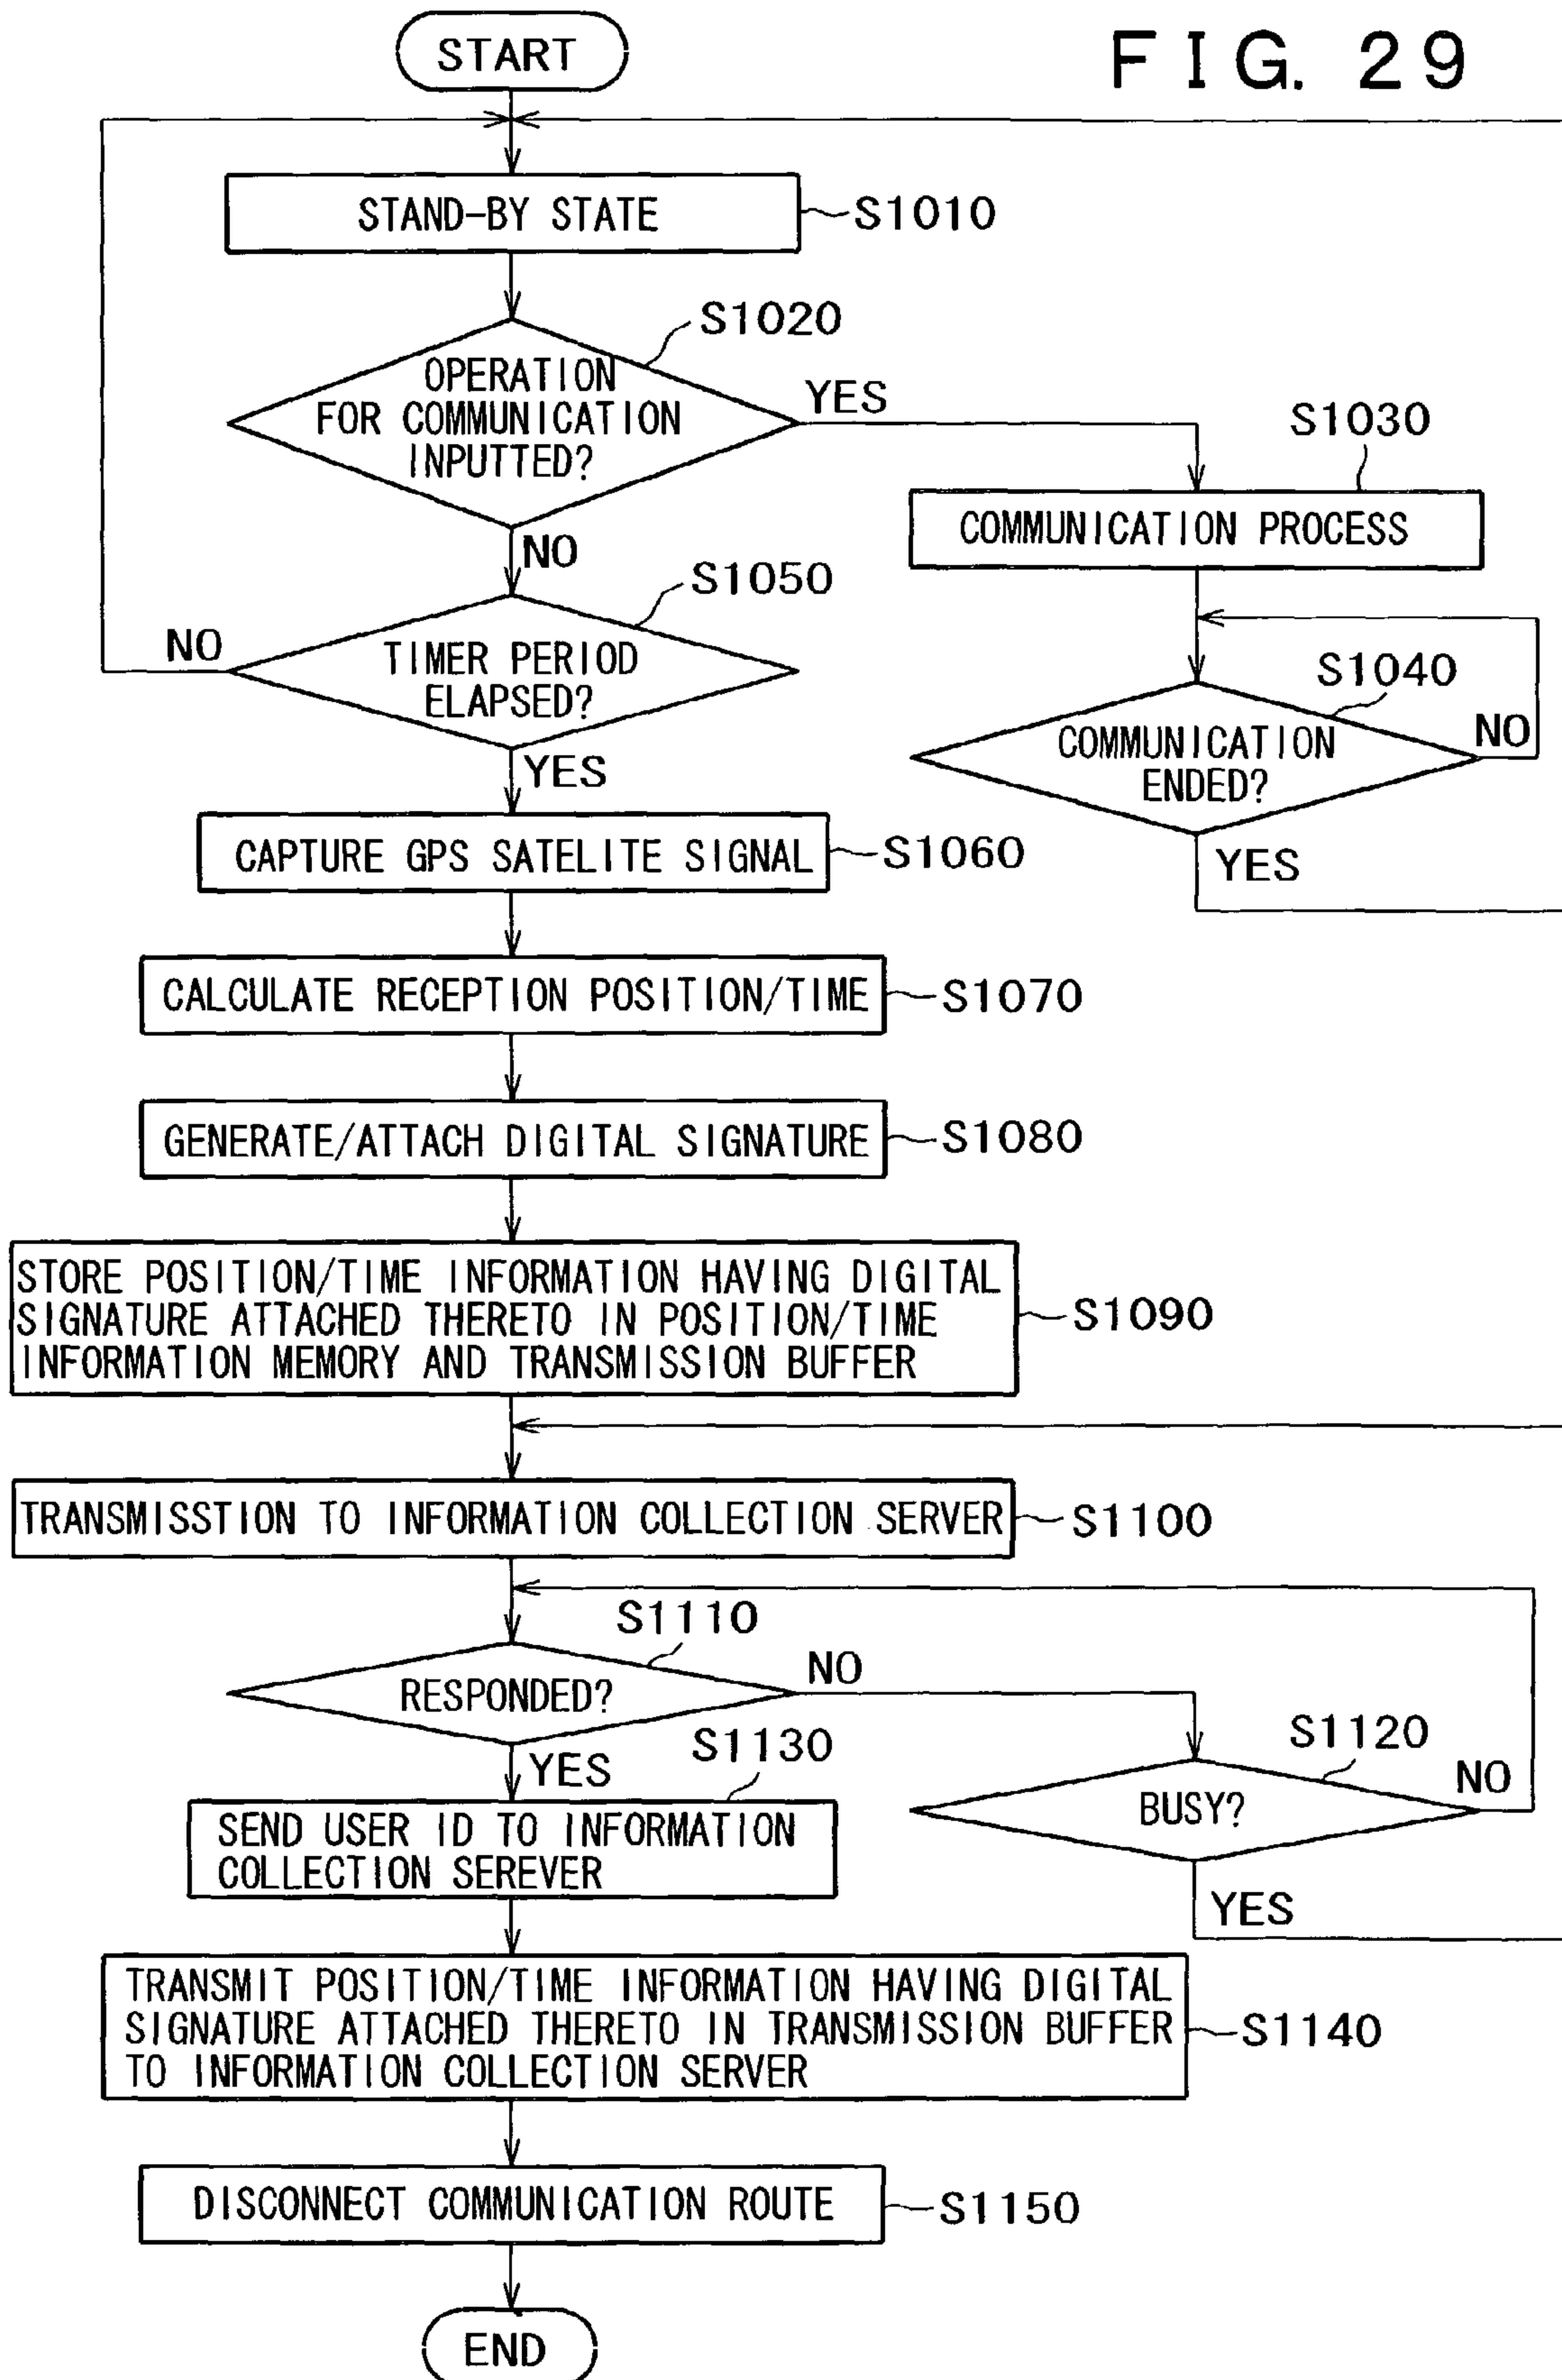 FIG. 29
START
STAND-BY STATE
S1010
S1020
OPERATION
FOR COMMUNICATION
INPUTTED?
YES
S1030
COMMUNICATION PROCESS
NO
S1050
NO
TIMER PERIOD
ELAPSED?
S1040
COMMUNICATION
ENDED?
NO
YES
YES
CAPTURE GPS SATELITE SIGNAL
S1060
CALCULATE RECEPTION POSITION/TIME
S1070
GENERATE/ATTACH DIGITAL SIGNATURE
S1080
STORE POSITION/TIME INFORMATION HAVING DIGITAL
SIGNATURE ATTACHED THERETO IN POSITION/TIME
INFORMATION MEMORY AND TRANSMISSION BUFFER
S1090
TRANSMISSTION TO INFORMATION COLLECTION SERVER
S1100
S1110
RESPONDED?
NO
S1120
BUSY?
NO
YES
YES
S1130
SEND USER ID TO INFORMATION
COLLECTION SEREVER
TRANSMIT POSITION/TIME INFORMATION HAVING DIGITAL
SIGNATURE ATTACHED THERETO IN TRANSMISSION BUFFER
TO INFORMATION COLLECTION SERVER
S1140
DISCONNECT COMMUNICATION ROUTE
S1150
END